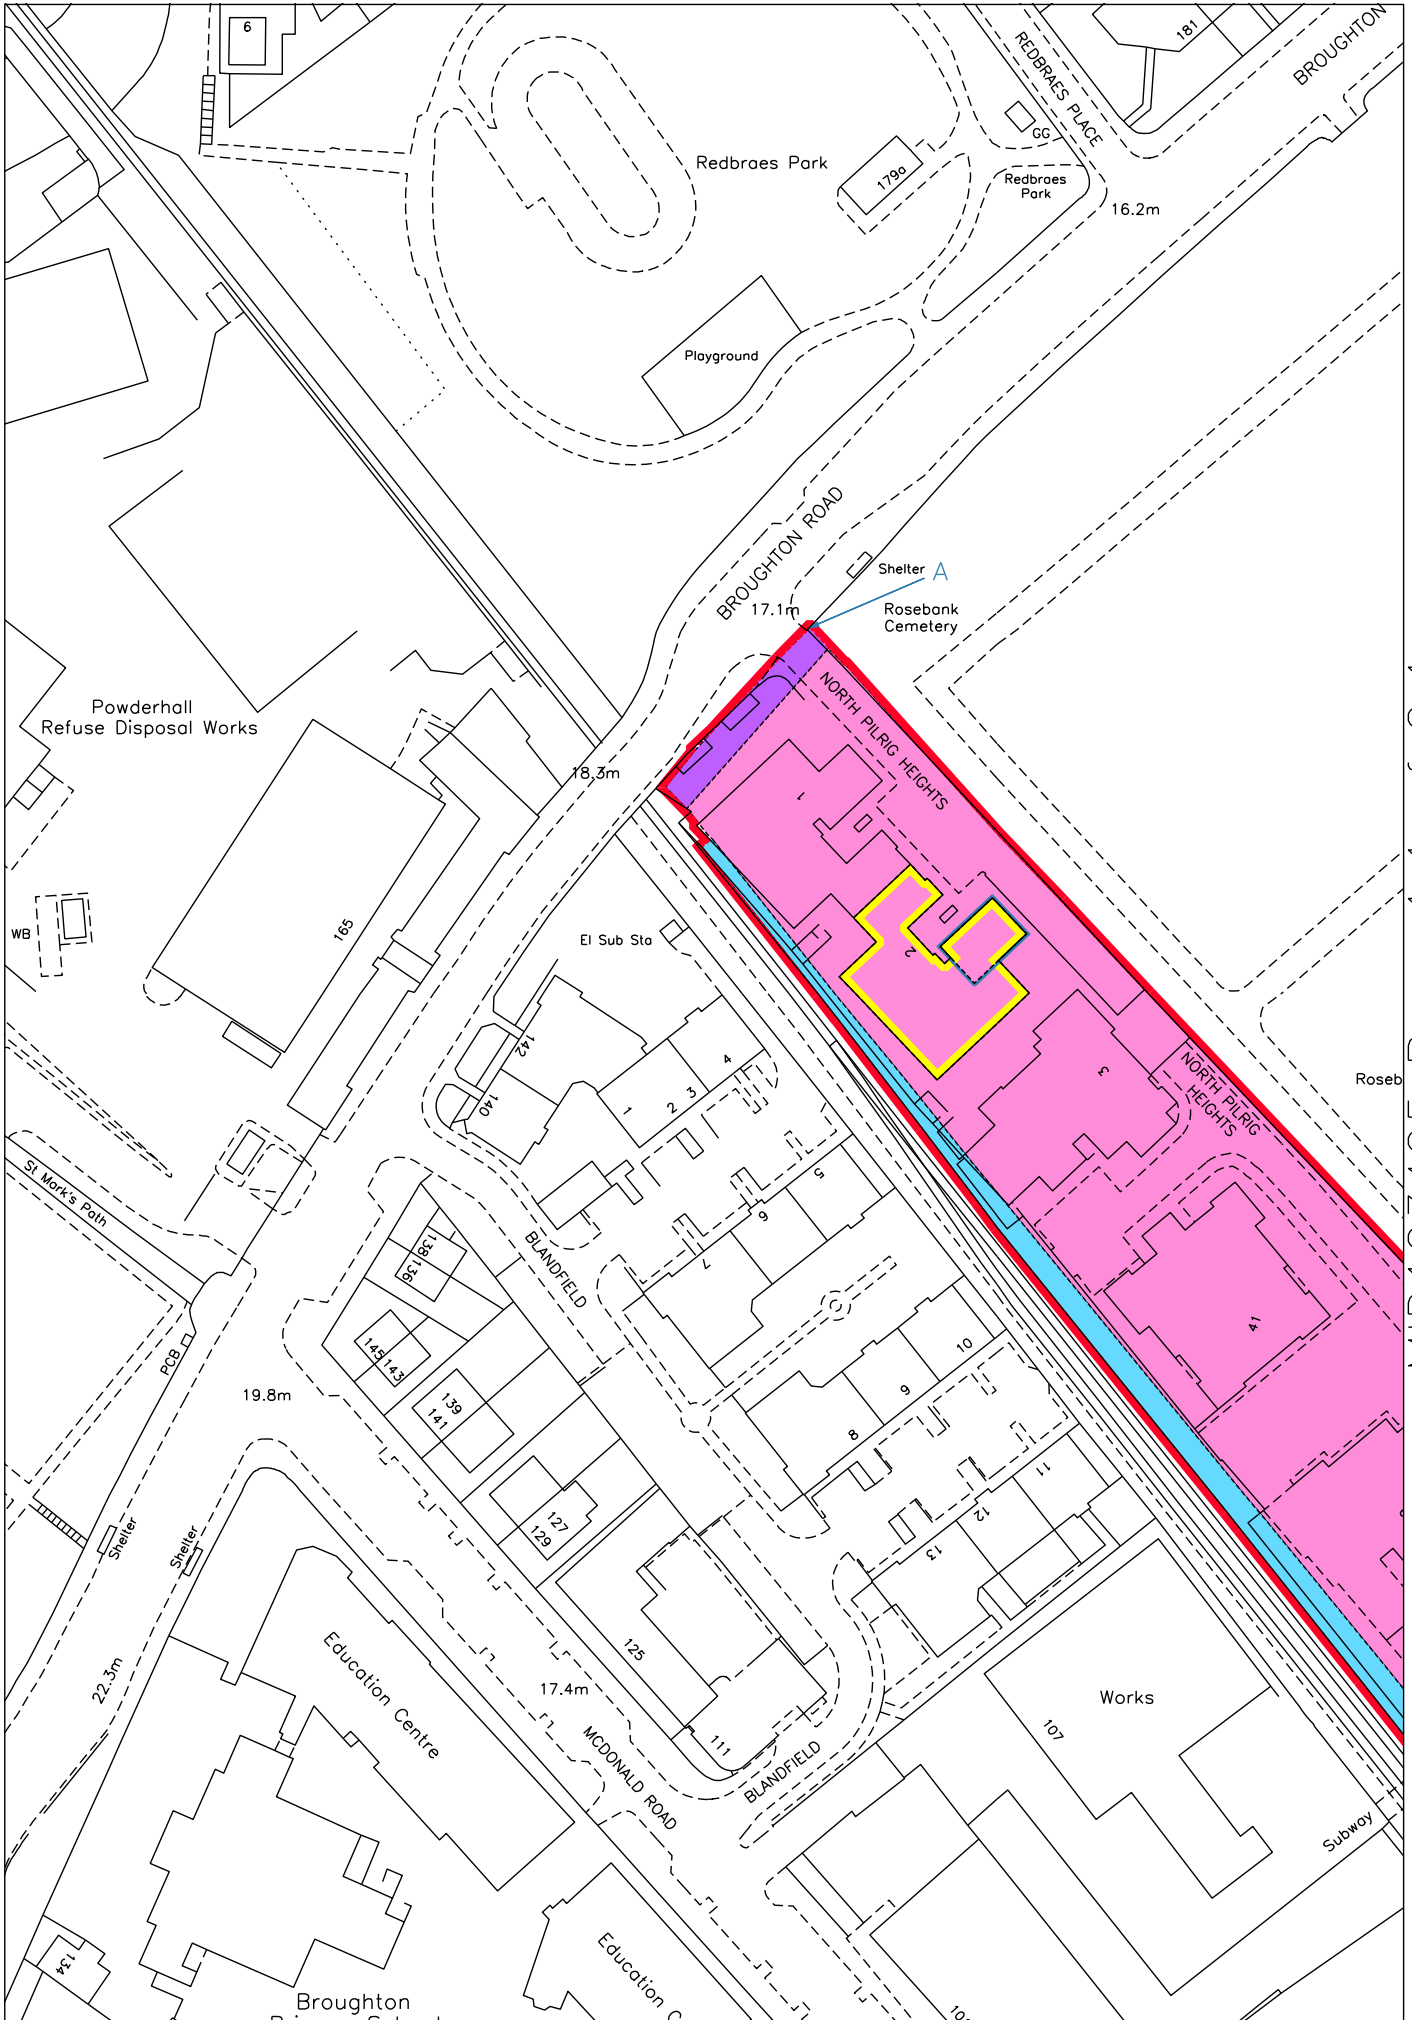 6
181
BROUGHTON
REDBRAES PLACE
GG
Redbraes Park
179a
Redbraes
Park
16.2m
Playground
BROUGHTON ROAD
Shelter
A
17.1m
Rosebank
Cemetery
Powderhall
Refuse Disposal Works
18.3m
NORTH PILRIG HEIGHTS
1
165
WB
El Sub Sta
2
142
140
1
2
3
4
3
NORTH PILRIG
HEIGHTS
Roseb
St Mark's Path
5
6
7
BLANDFIELD
138
136
145
143
139
141
PCB
19.8m
41
10
9
8
11
12
13
127
129
Shelter
Shelter
125
Education Centre
22.3m
17.4m
111
MCDONALD ROAD
BLANDFIELD
Works
107
Subway
134
Education C
Broughton